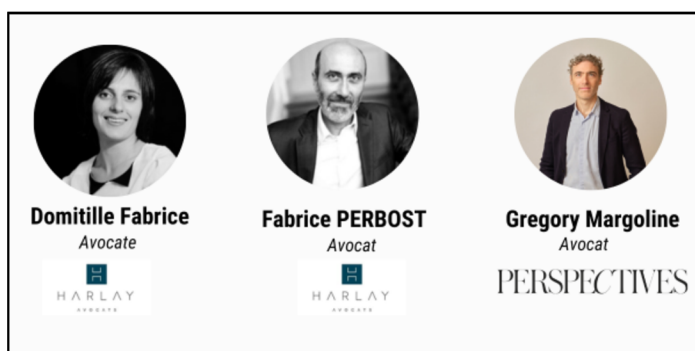 Domitille Fabrice
Avocate
HARLAY
AVOCATS
Fabrice PERBOST
Avocat
HARLAY
AVOCATS
Gregory Margoline
Avocat
PERSPECTIVES